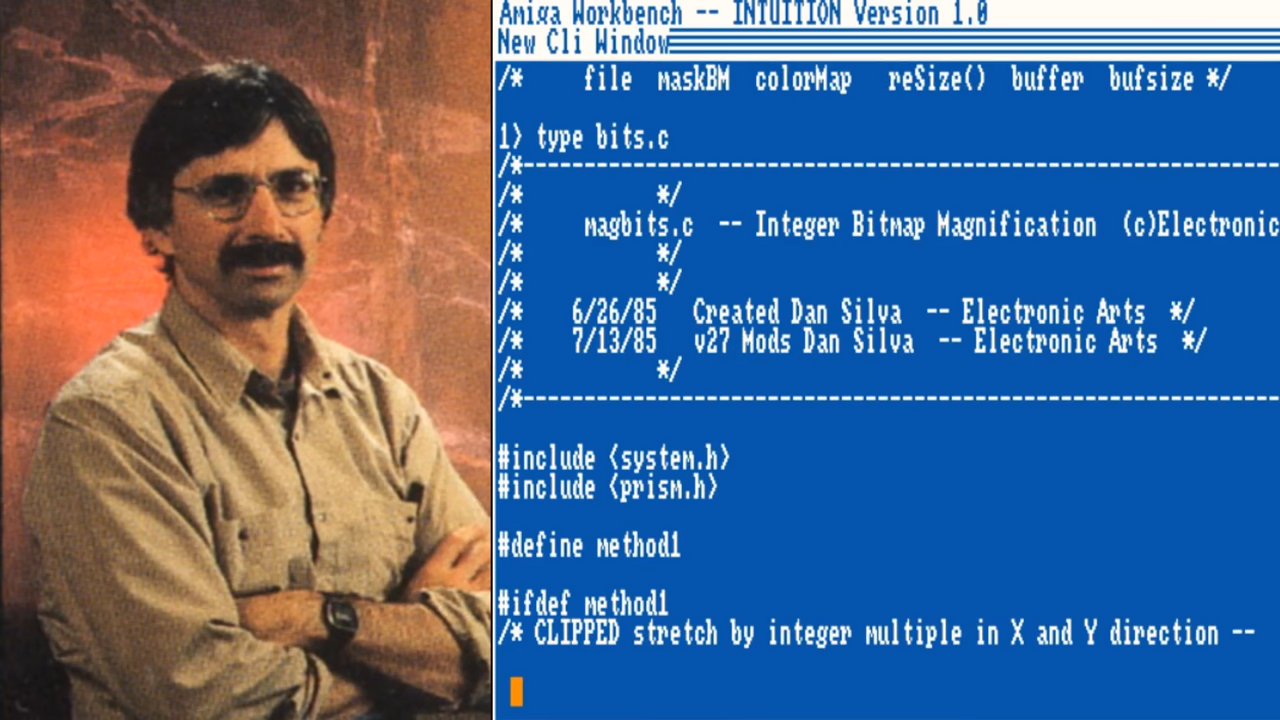 Amiga Workbench -- INTUITION Version 1.0
New Cli Window
/*     file  maskBM  colorMap   reSize()  buffer  bufsize */
1> type bits.c
/*--------------------------------------------------------------
/*           */
/*     magbits.c  -- Integer Bitmap Magnification  (c)Electronic
/*           */
/*           */
/*    6/26/85   Created Dan Silva  -- Electronic Arts  */
/*    7/13/85   v27 Mods Dan Silva  -- Electronic Arts  */
/*           */
/*--------------------------------------------------------------
#include <system.h>
#include <prism.h>
#define method1
#ifdef method1
/* CLIPPED stretch by integer multiple in X and Y direction --